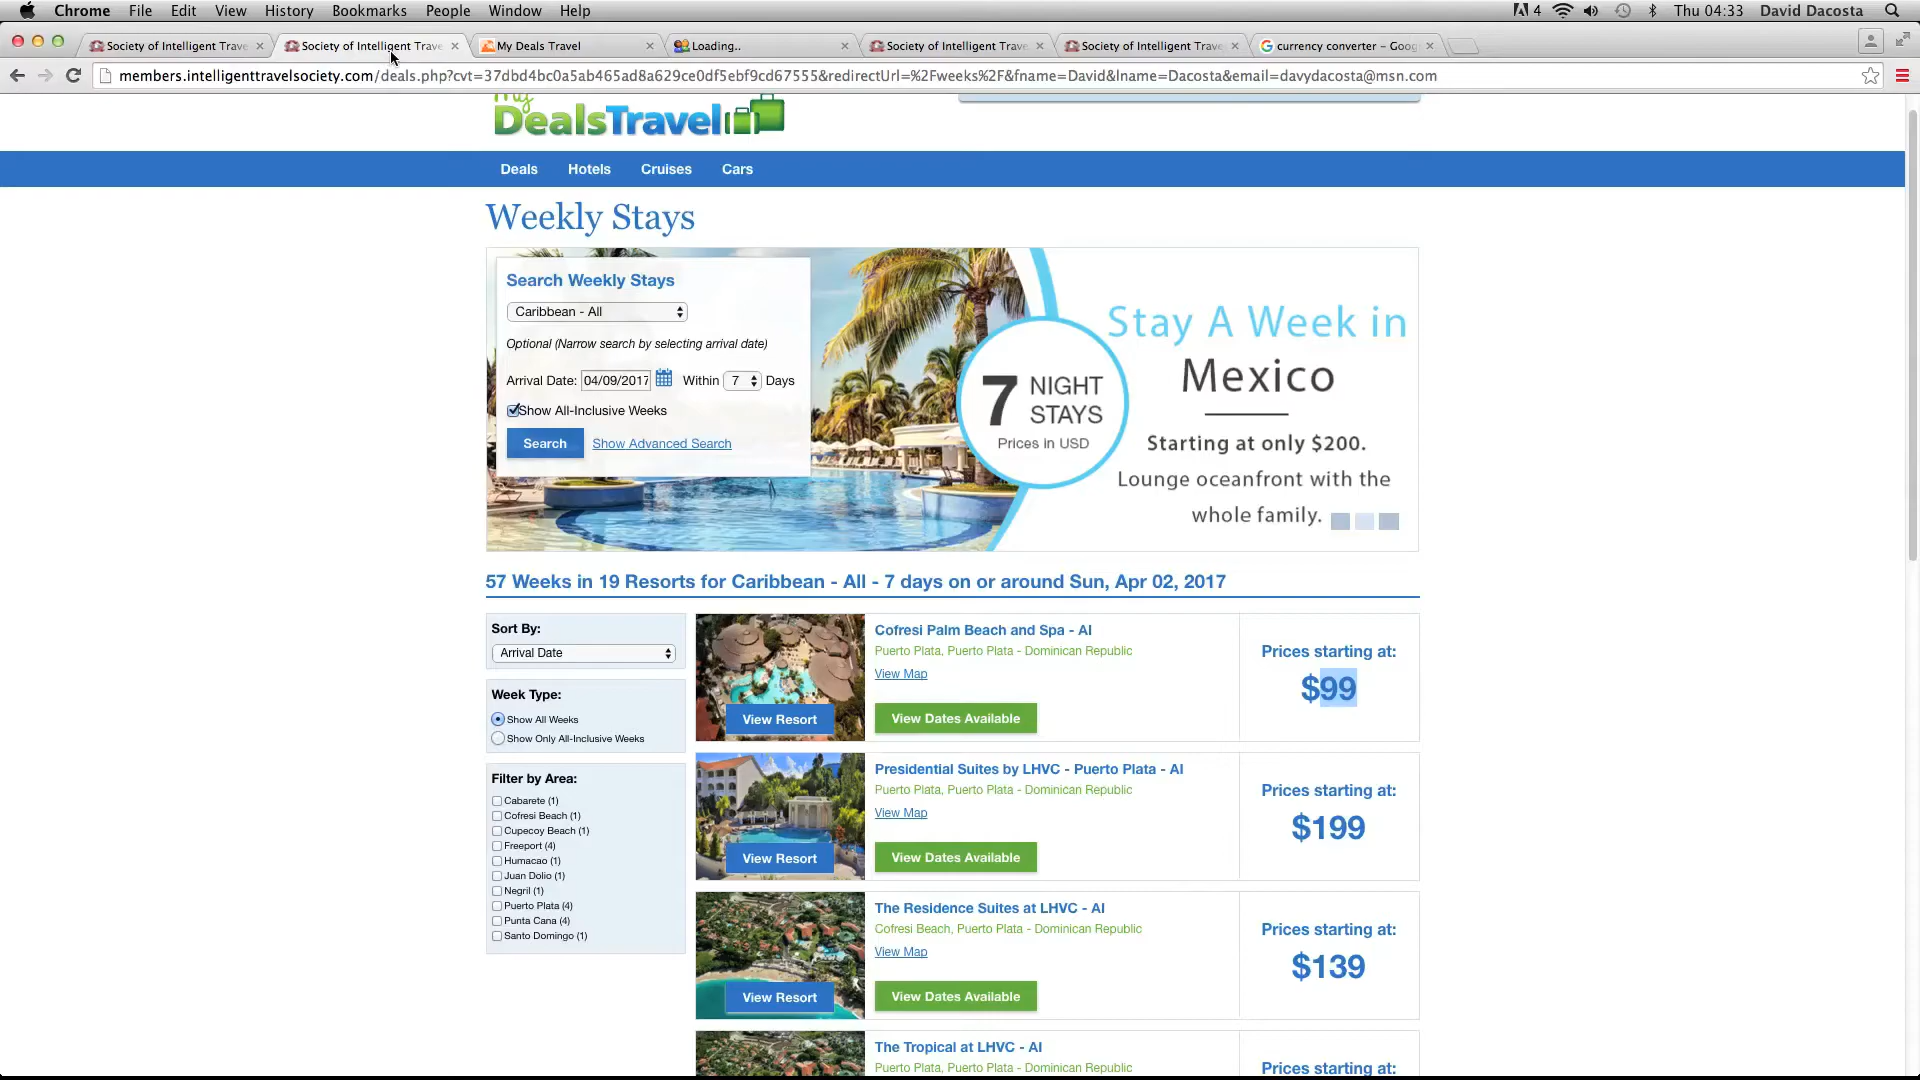 Chrome File Edit View History Bookmarks People Window Help 4 Thu 04:33 David Dacosta
Society of Intelligent Trave Society of Intelligent Trave My Deals Travel Loading.. Society of Intelligent Trave Society of Intelligent Trave currency converter – Goog
members.intelligenttravelsociety.com/deals.php?cvt=37dbd4bc0a5ab465ad8a629ce0df5ebf9cd67555&redirectUrl=%2Fweeks%2F&fname=David&lname=Dacosta&email=davydacosta@msn.com
My
DealsTravel
Deals Hotels Cruises Cars
Weekly Stays
Search Weekly Stays
Caribbean - All
Optional (Narrow search by selecting arrival date)
Arrival Date: 04/09/2017 Within 7 Days
Show All-Inclusive Weeks
Search Show Advanced Search
7 NIGHT STAYS
Prices in USD
Stay A Week in
Mexico
Starting at only $200.
Lounge oceanfront with the
whole family.
57 Weeks in 19 Resorts for Caribbean - All - 7 days on or around Sun, Apr 02, 2017
Sort By:
Arrival Date
Week Type:
Show All Weeks
Show Only All-Inclusive Weeks
Filter by Area:
Cabarete (1)
Cofresi Beach (1)
Cupecoy Beach (1)
Freeport (4)
Humacao (1)
Juan Dolio (1)
Negril (1)
Puerto Plata (4)
Punta Cana (4)
Santo Domingo (1)
Cofresi Palm Beach and Spa - AI
Puerto Plata, Puerto Plata - Dominican Republic
View Map
View Resort
View Dates Available
Prices starting at:
$99
Presidential Suites by LHVC - Puerto Plata - AI
Puerto Plata, Puerto Plata - Dominican Republic
View Map
View Resort
View Dates Available
Prices starting at:
$199
The Residence Suites at LHVC - AI
Cofresi Beach, Puerto Plata - Dominican Republic
View Map
View Resort
View Dates Available
Prices starting at:
$139
The Tropical at LHVC - AI
Puerto Plata, Puerto Plata - Dominican Republic
Prices starting at: